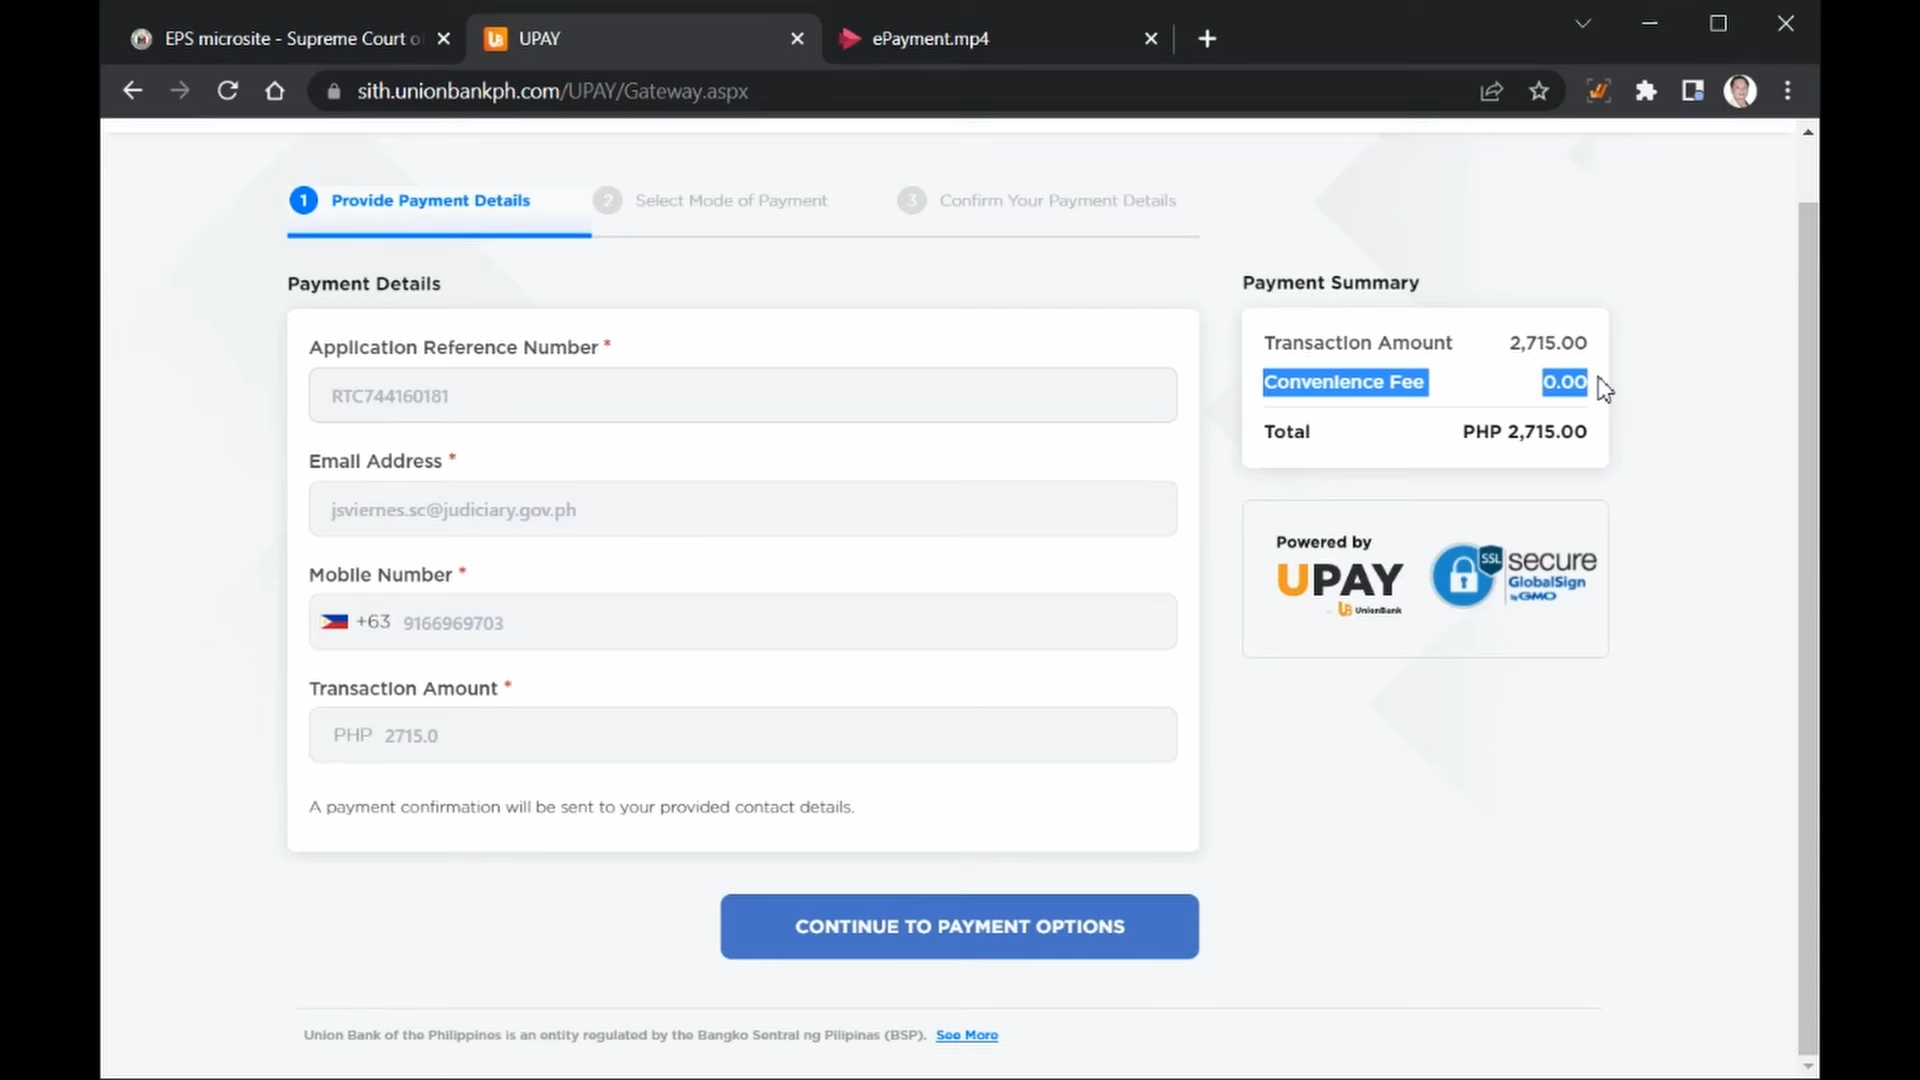 EPS microsite - Supreme Court o
UPAY
ePayment.mp4
sith.unionbankph.com/UPAY/Gateway.aspx
1 Provide Payment Details
2 Select Mode of Payment
3 Confirm Your Payment Details
Payment Details
Application Reference Number *
RTC744160181
Email Address *
jsviernes.sc@judiciary.gov.ph
Mobile Number *
+63 9166969703
Transaction Amount *
PHP 2715.0
A payment confirmation will be sent to your provided contact details.
CONTINUE TO PAYMENT OPTIONS
Payment Summary
Transaction Amount 2,715.00
Convenience Fee 0.00
Total PHP 2,715.00
Powered by
UPAY
UB UnionBank
SSL
secure
GlobalSign
by GMO
Union Bank of the Philippines is an entity regulated by the Bangko Sentral ng Pilipinas (BSP). See More